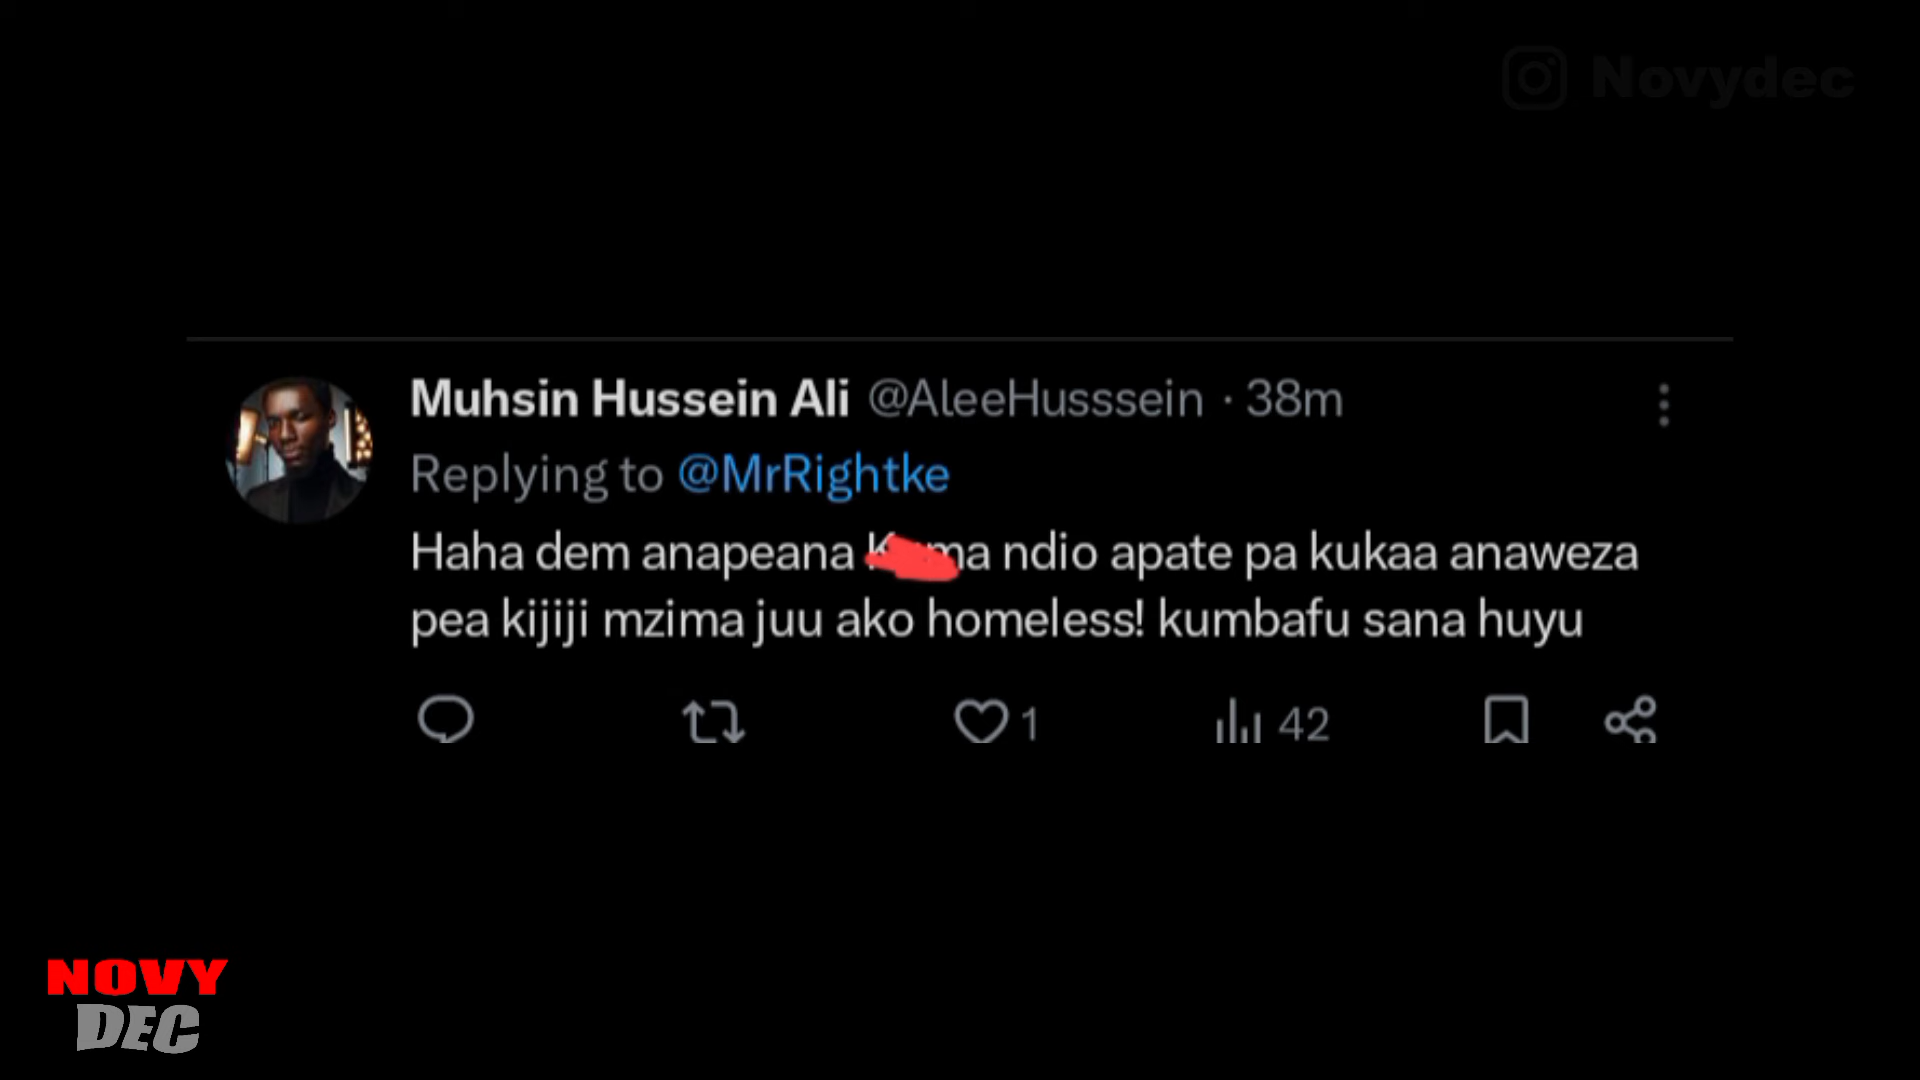 Novydec
Muhsin Hussein Ali @AleeHusssein · 38m
Replying to @MrRightke
Haha dem anapeana ndio apate pa kukaa anaweza
pea kijiji mzima juu ako homeless! kumbafu sana huyu
1 42
NOVY
DEC